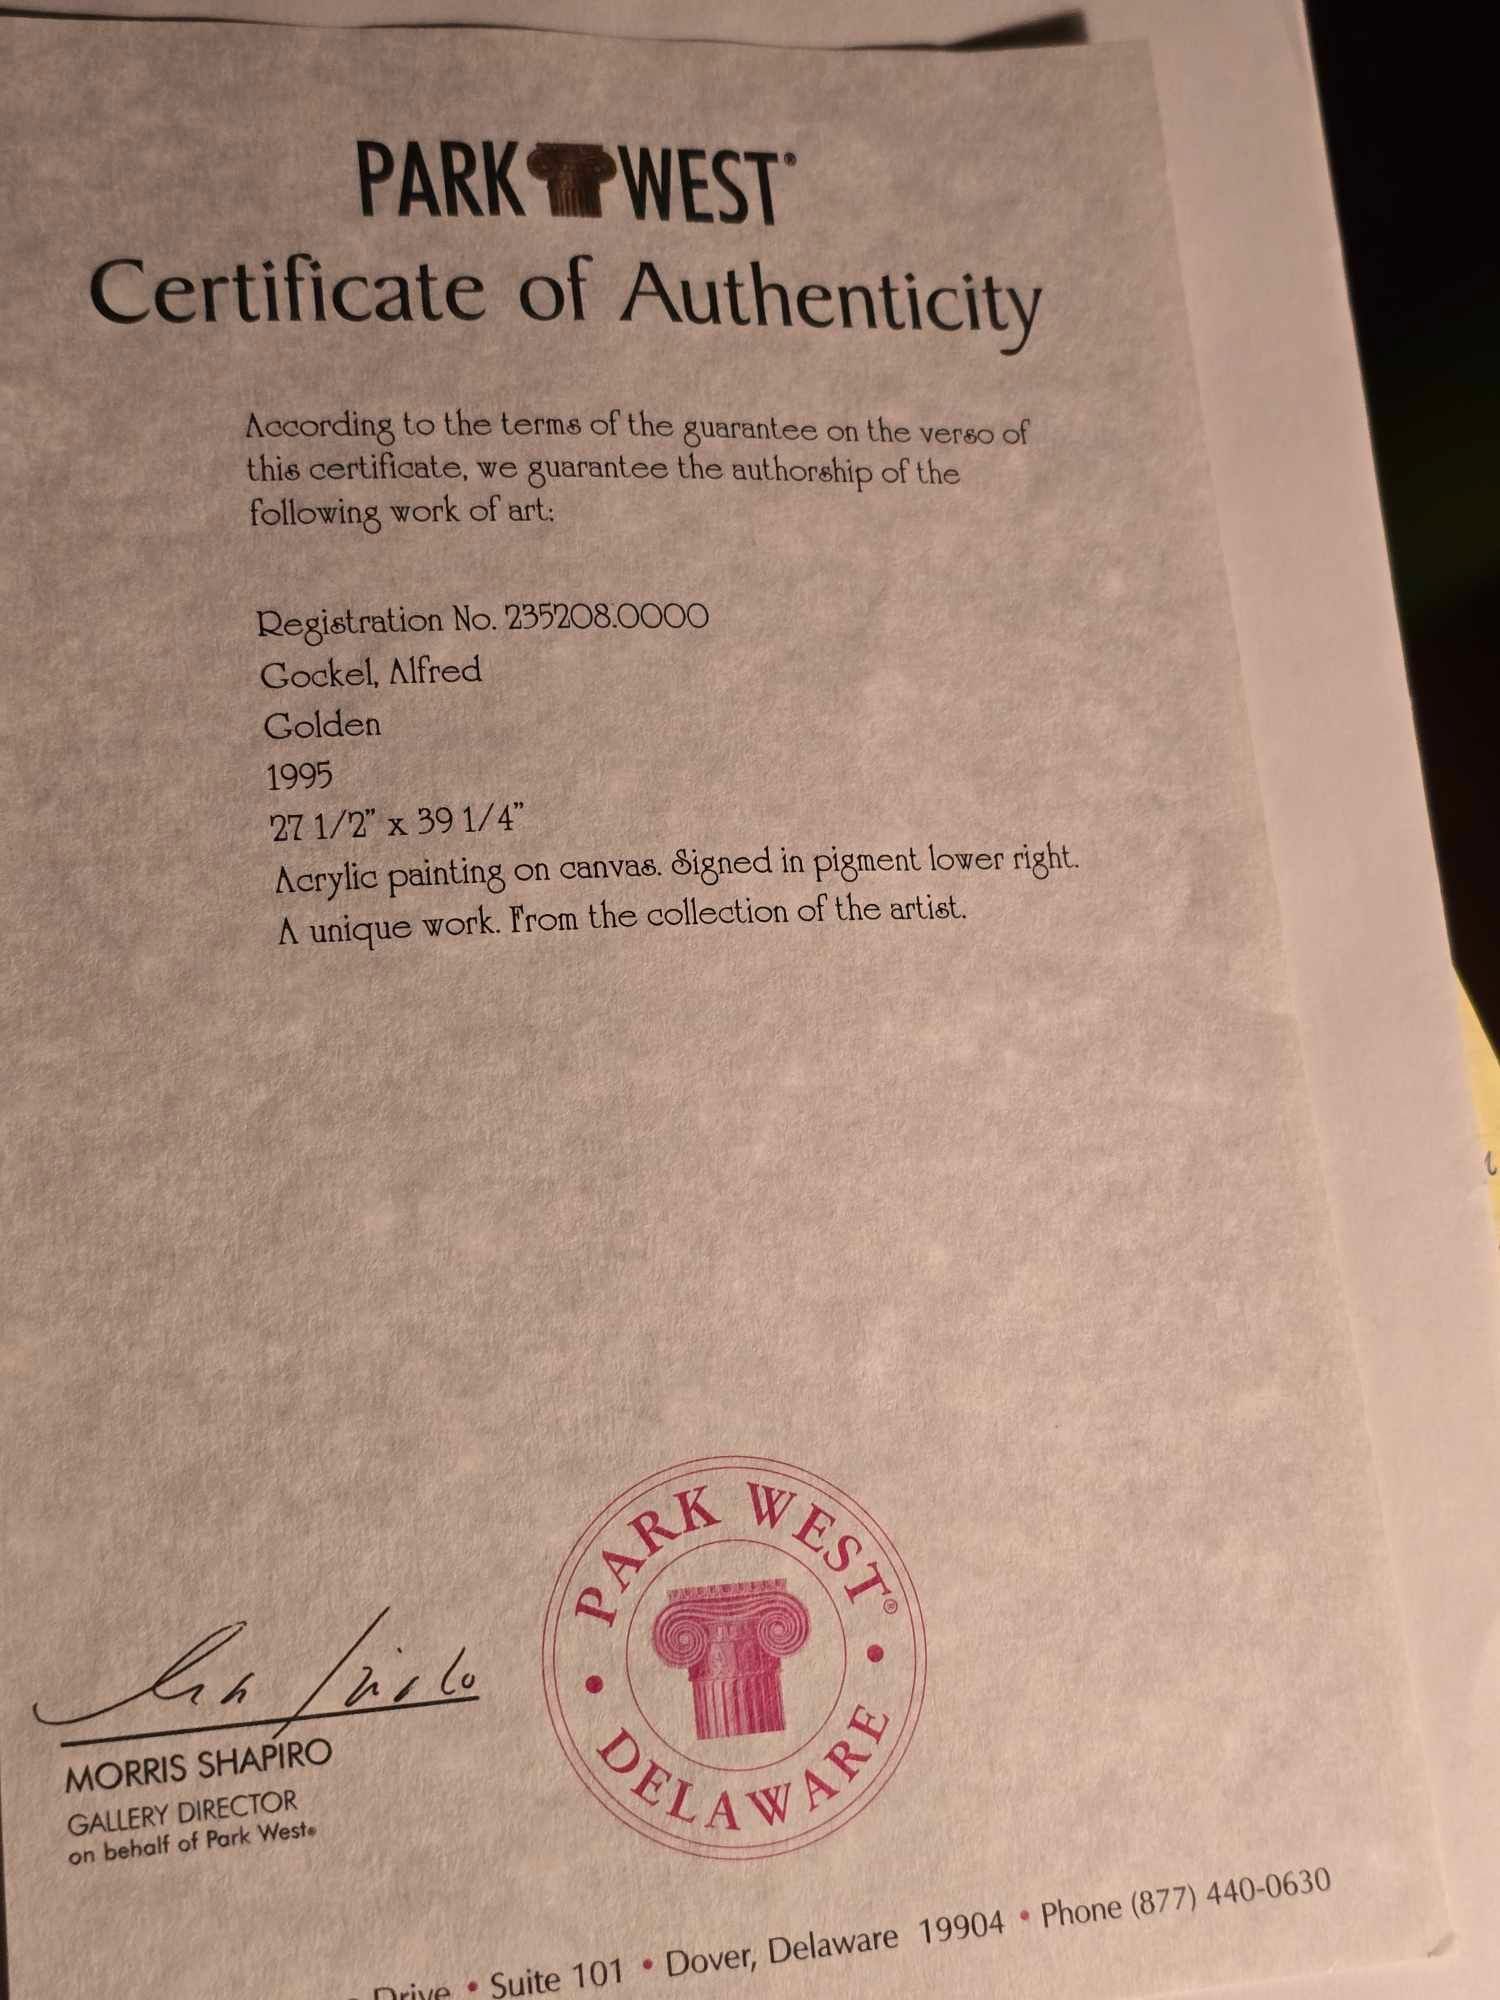 PARK WEST®
Certificate of Authenticity
According to the terms of the guarantee on the verso of
this certificate, we guarantee the authorship of the
following work of art:
Registration No. 235208.0000
Gockel, Alfred
Golden
1995
27 1/2” x 39 1/4”
Acrylic painting on canvas. Signed in pigment lower right.
A unique work. From the collection of the artist.
MORRIS SHAPIRO
GALLERY DIRECTOR
on behalf of Park West®
PARK WEST®
• DELAWARE •
Drive • Suite 101 • Dover, Delaware 19904 • Phone (877) 440-0630